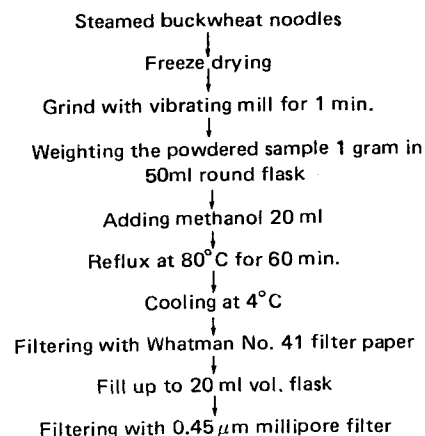 Steamed buckwheat noodles
Freeze drying
Grind with vibrating mill for 1 min.
Weighting the powdered sample 1 gram in
50ml round flask
Adding methanol 20 ml
Reflux at 80°C for 60 min.
Cooling at 4°C
Filtering with Whatman No. 41 filter paper
Fill up to 20 ml vol. flask
Filtering with 0.45 μm millipore filter